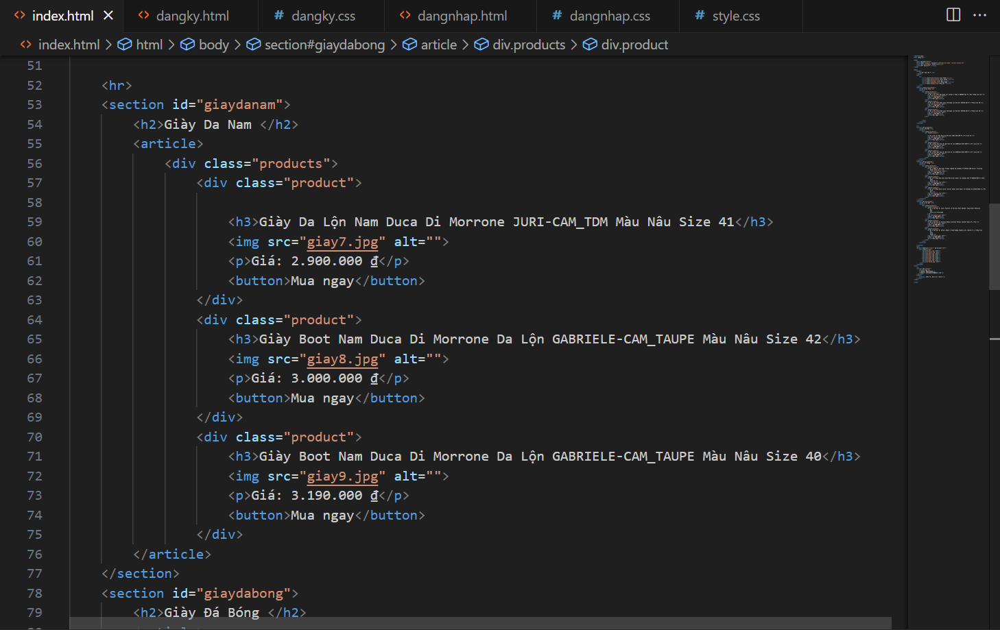 index.html
dangky.html
# dangky.css
dangnhap.html
# dangnhap.css
# style.css
index.html > html > body > section#giaydabong > article > div.products > div.product
51
52 <hr>
53 <section id="giaydanam">
54 <h2>Giày Da Nam </h2>
55 <article>
56 <div class="products">
57 <div class="product">
58
59 <h3>Giày Da Lộn Nam Duca Di Morrone JURI-CAM_TDM Màu Nâu Size 41</h3>
60 <img src="giay7.jpg" alt="">
61 <p>Giá: 2.900.000 ₫</p>
62 <button>Mua ngay</button>
63 </div>
64 <div class="product">
65 <h3>Giày Boot Nam Duca Di Morrone Da Lộn GABRIELE-CAM_TAUPE Màu Nâu Size 42</h3>
66 <img src="giay8.jpg" alt="">
67 <p>Giá: 3.000.000 ₫</p>
68 <button>Mua ngay</button>
69 </div>
70 <div class="product">
71 <h3>Giày Boot Nam Duca Di Morrone Da Lộn GABRIELE-CAM_TAUPE Màu Nâu Size 40</h3>
72 <img src="giay9.jpg" alt="">
73 <p>Giá: 3.190.000 ₫</p>
74 <button>Mua ngay</button>
75 </div>
76 </article>
77 </section>
78 <section id="giaydabong">
79 <h2>Giày Đá Bóng </h2>